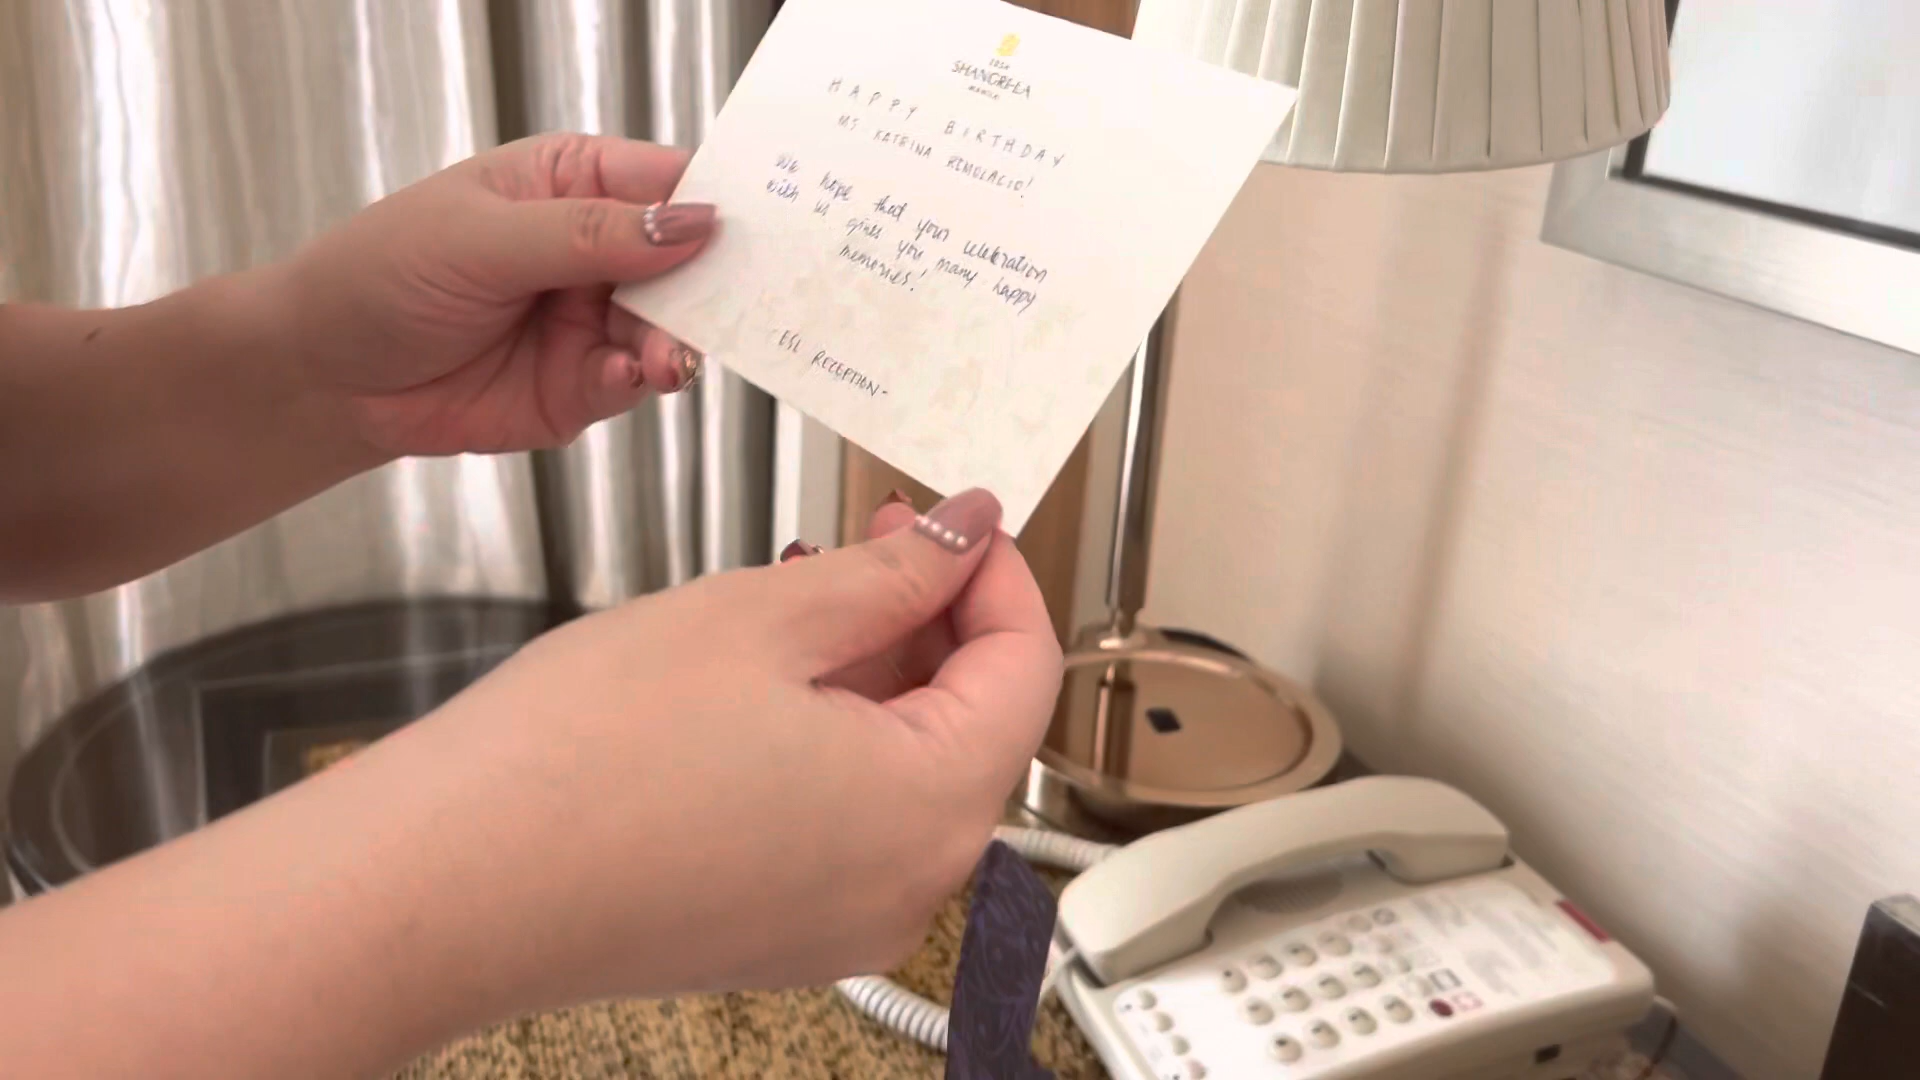 EDSA
SHANGRI-LA
MANILA
HAPPY BIRTHDAY
MS KATRINA REMOLACIO!
We hope that your celebration
with us gives you many happy
memories!
-ESL RECEPTION-